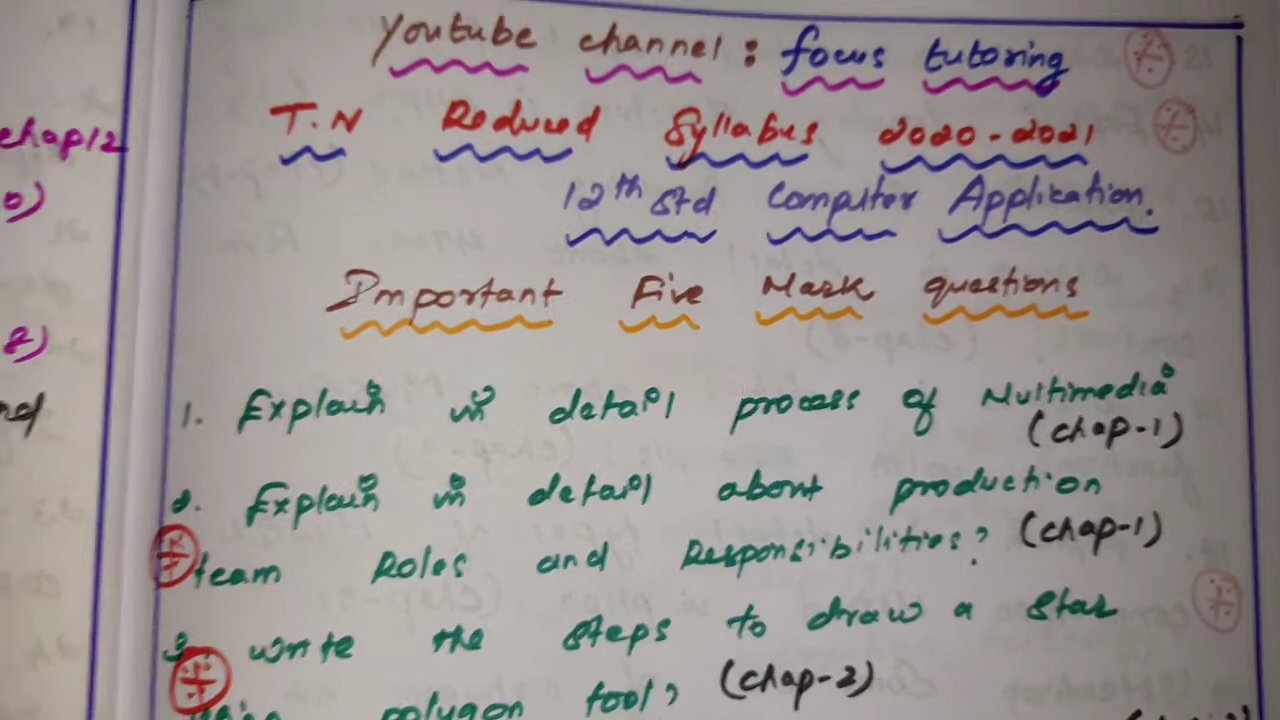 Youtube channel: focus tutoring
T.N Reduced Syllabus 2020-2021
12th Std Computer Application.
Important Five Mark questions
1. Explain in detail process of Multimedia
(chap-1)
2. Explain in detail about production
team Roles and Responsibilities? (chap-1)
3. write the steps to draw a star
polygon tool? (chap-2)
chap12